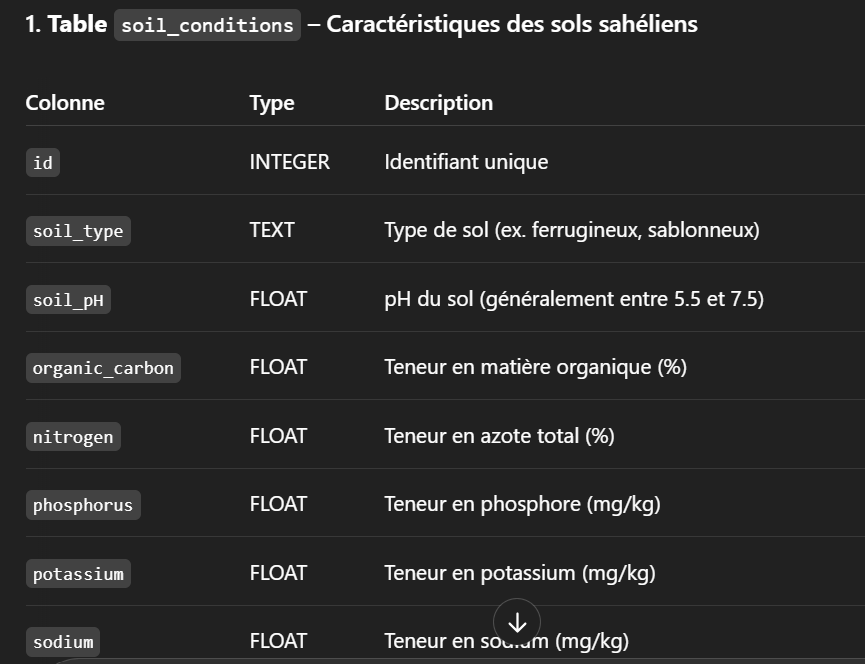 1. Table soil_conditions – Caractéristiques des sols sahéliens
Colonne Type Description
id INTEGER Identifiant unique
soil_type TEXT Type de sol (ex. ferrugineux, sablonneux)
soil_pH FLOAT pH du sol (généralement entre 5.5 et 7.5)
organic_carbon FLOAT Teneur en matière organique (%)
nitrogen FLOAT Teneur en azote total (%)
phosphorus FLOAT Teneur en phosphore (mg/kg)
potassium FLOAT Teneur en potassium (mg/kg)
sodium FLOAT Teneur en sodium (mg/kg)